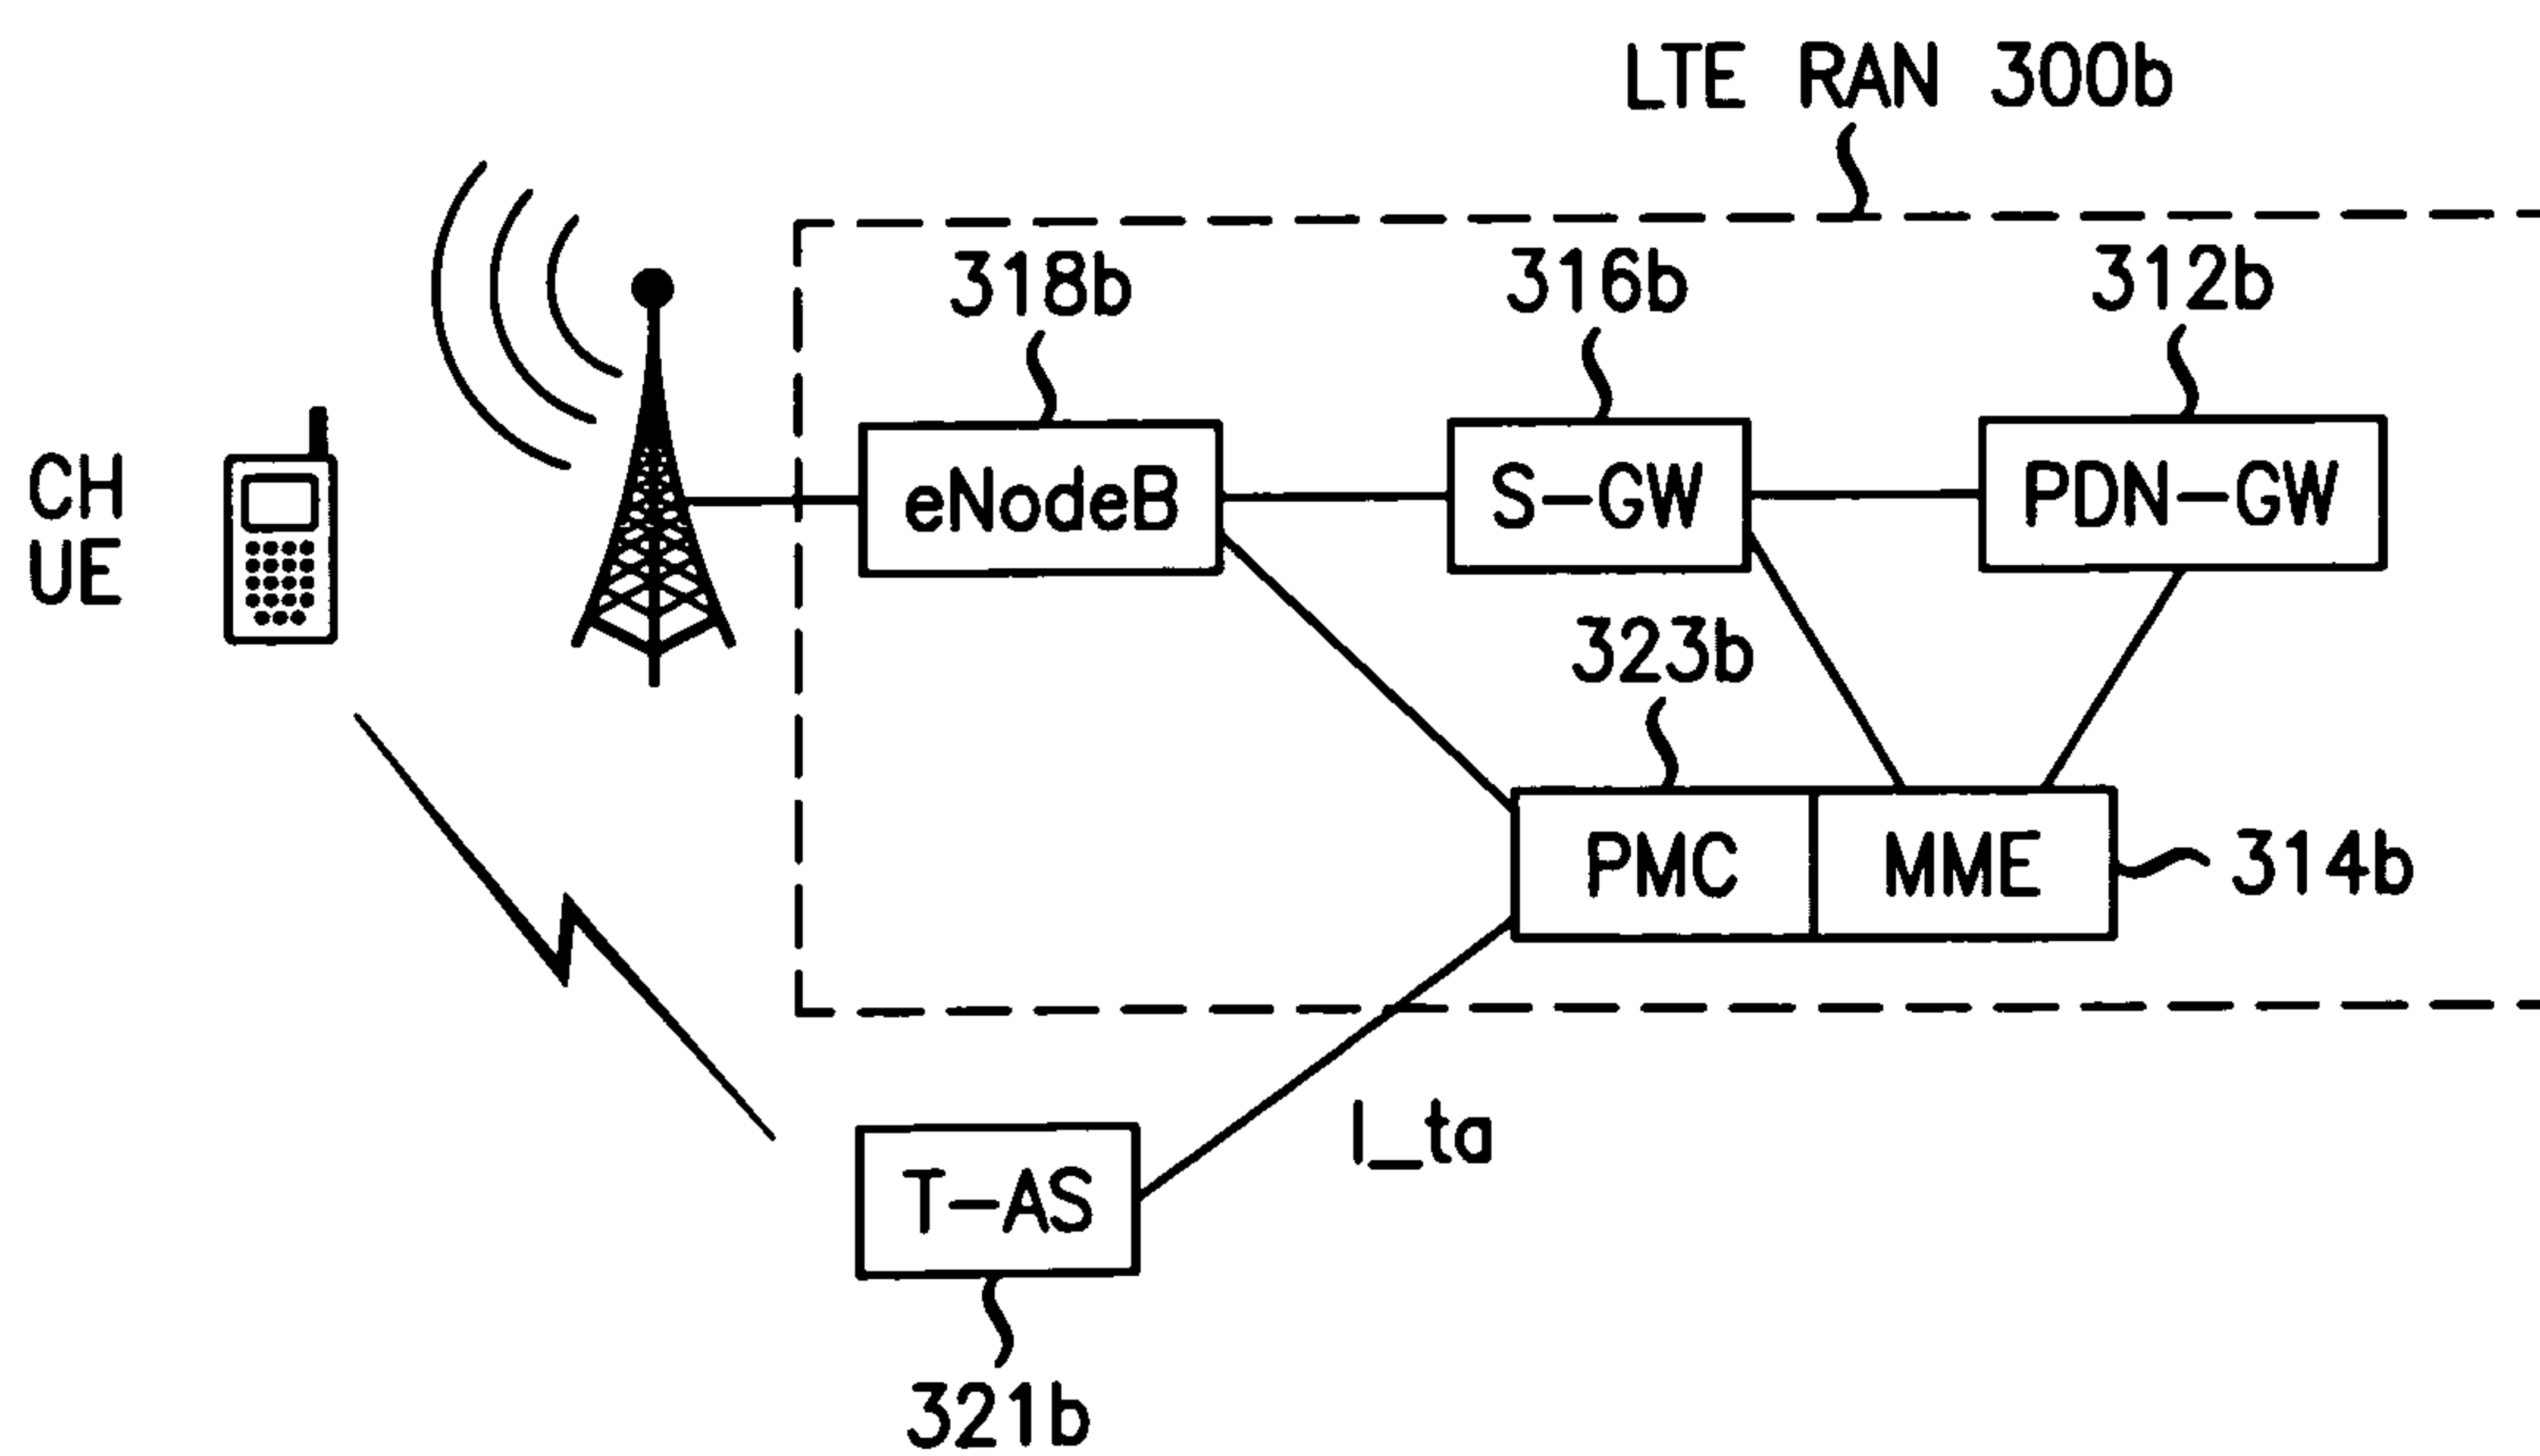 LTE RAN 300b
318b
316b
312b
CH
UE
eNodeB
S-GW
PDN-GW
323b
PMC
MME
314b
I_ta
T-AS
321b